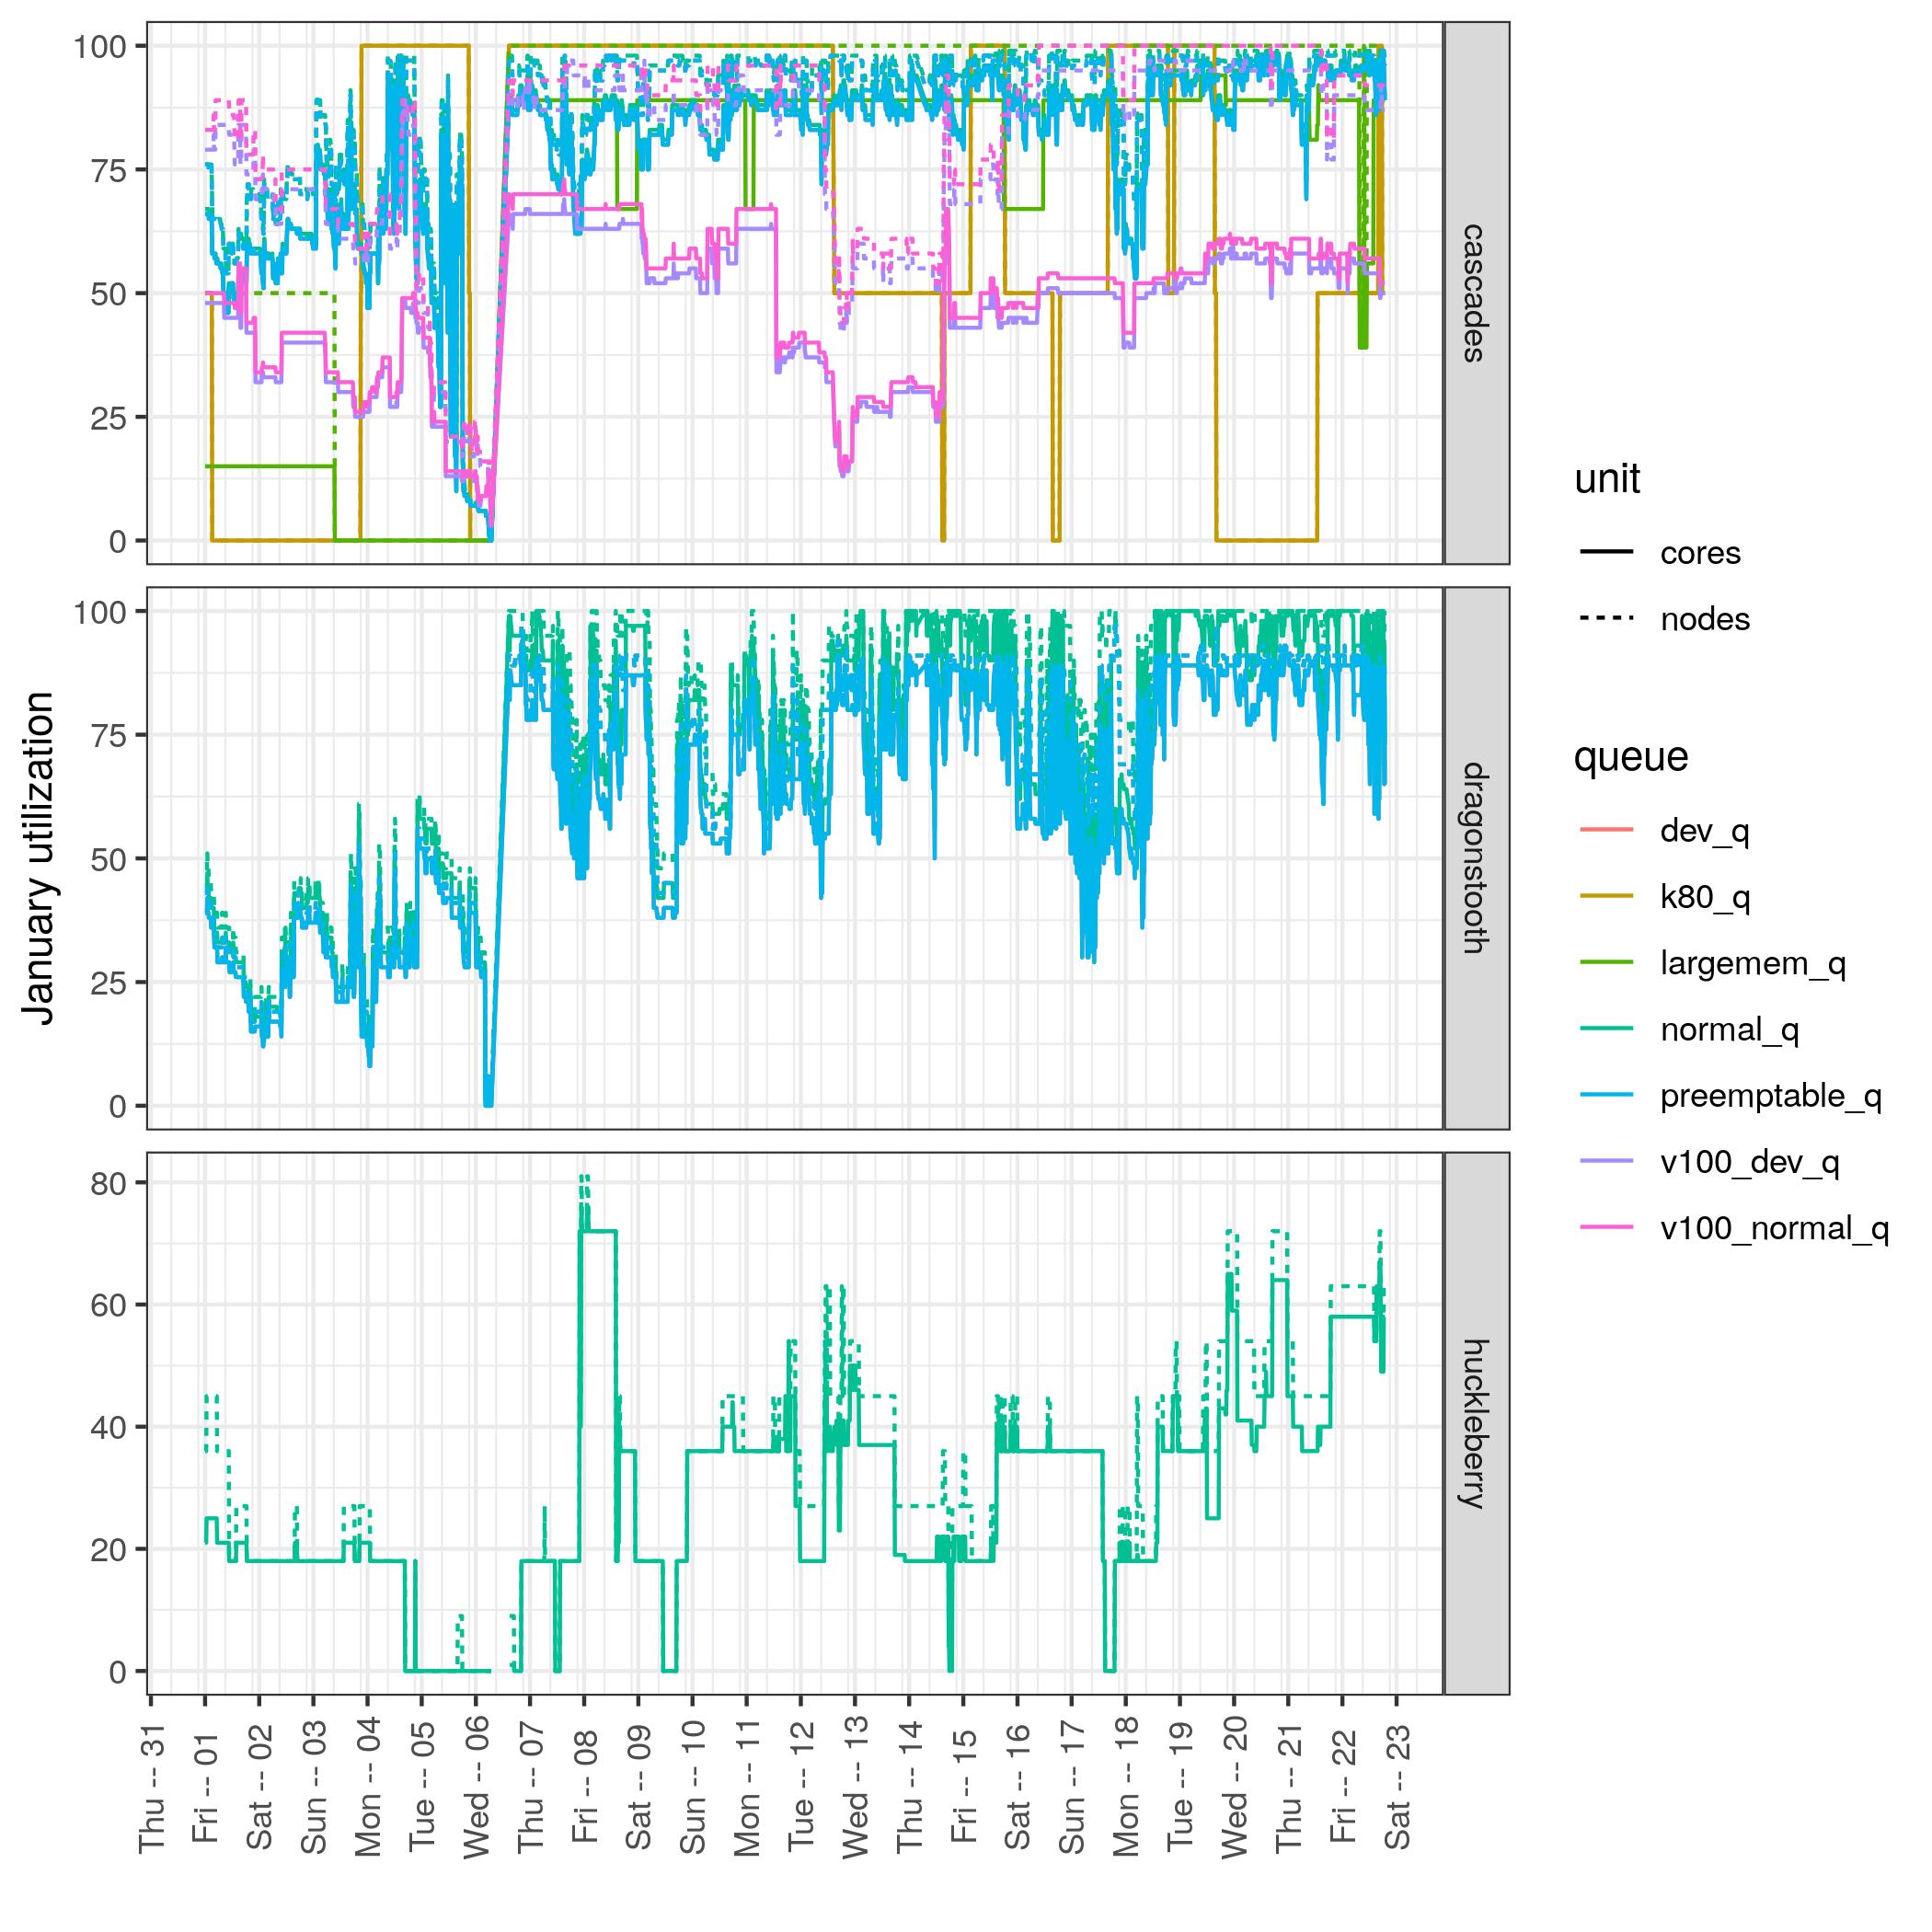 January utilization
100
75
50
25
0
cascades
100
75
50
25
0
dragonstooth
80
60
40
20
0
huckleberry
Thu -- 31
Fri -- 01
Sat -- 02
Sun -- 03
Mon -- 04
Tue -- 05
Wed -- 06
Thu -- 07
Fri -- 08
Sat -- 09
Sun -- 10
Mon -- 11
Tue -- 12
Wed -- 13
Thu -- 14
Fri -- 15
Sat -- 16
Sun -- 17
Mon -- 18
Tue -- 19
Wed -- 20
Thu -- 21
Fri -- 22
Sat -- 23
unit
cores
nodes
queue
dev_q
k80_q
largemem_q
normal_q
preemptable_q
v100_dev_q
v100_normal_q